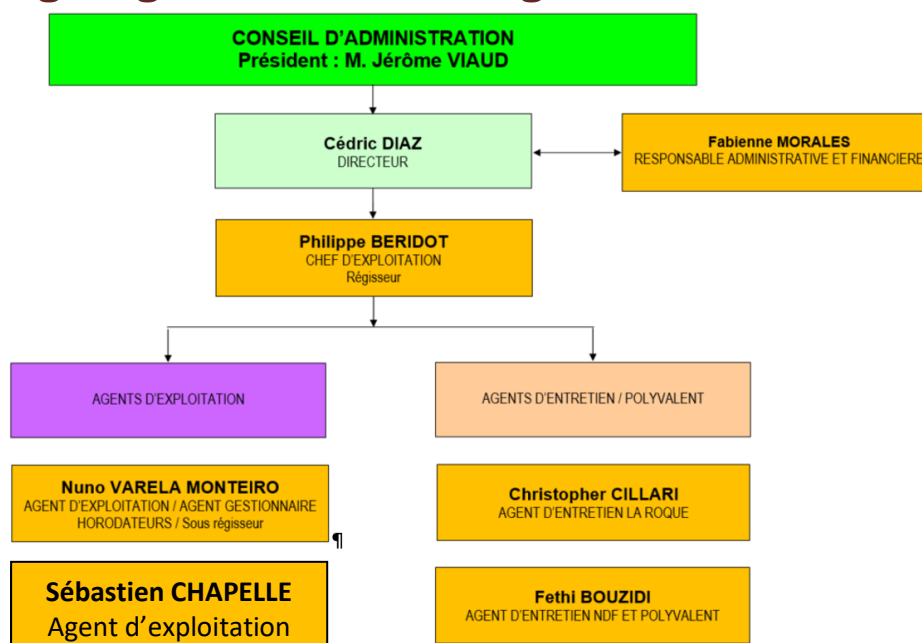 CONSEIL D'ADMINISTRATION
Président : M. Jérôme VIAUD
Cédric DIAZ
DIRECTEUR
Fabienne MORALES
RESPONSABLE ADMINISTRATIVE ET FINANCIERE
Philippe BERIDOT
CHEF D'EXPLOITATION
Régisseur
AGENTS D'EXPLOITATION
AGENTS D'ENTRETIEN / POLYVALENT
Nuno VARELA MONTEIRO
AGENT D'EXPLOITATION / AGENT GESTIONNAIRE
HORODATEURS / Sous régisseur
¶
Christopher CILLARI
AGENT D'ENTRETIEN LA ROQUE
Sébastien CHAPELLE
Agent d’exploitation
Fethi BOUZIDI
AGENT D'ENTRETIEN NDF ET POLYVALENT